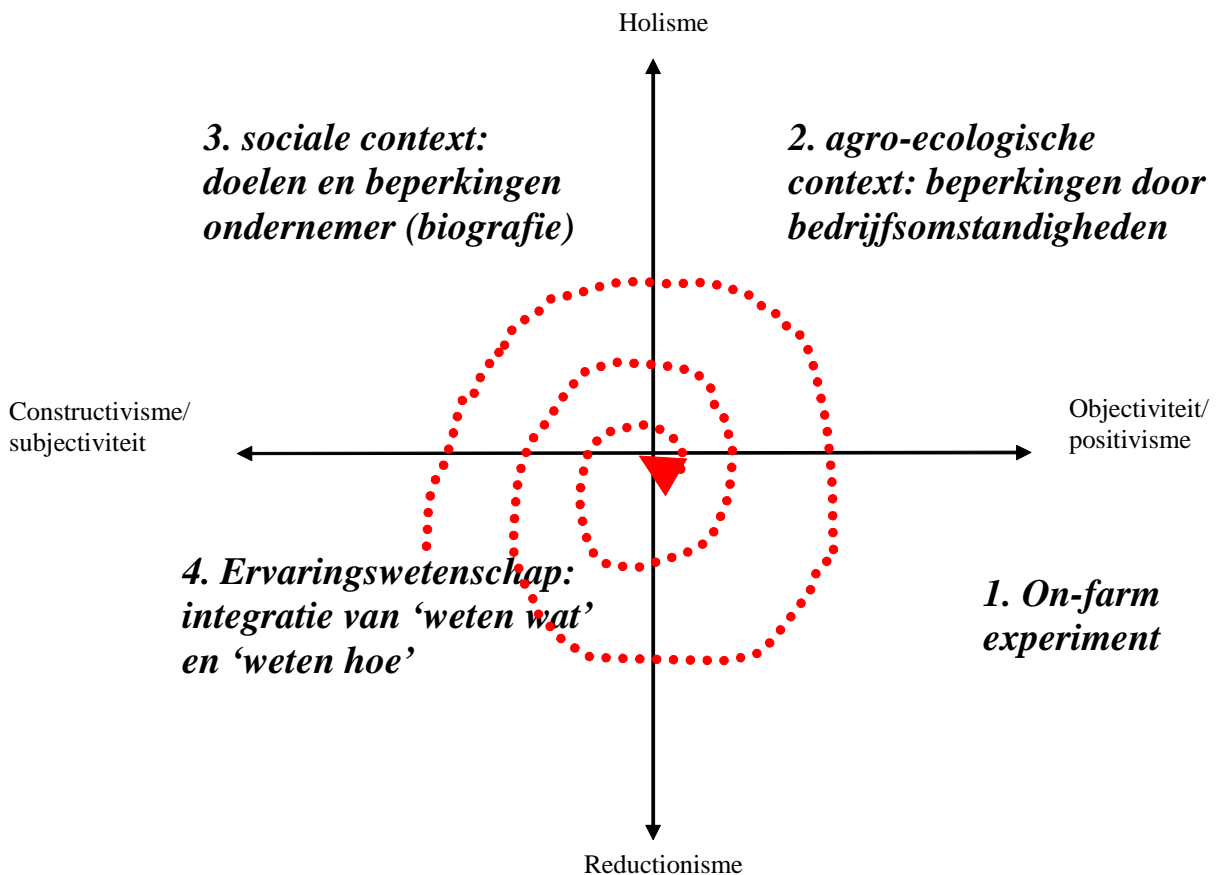 Holisme
3. sociale context:
doelen en beperkingen
ondernemer (biografie)
2. agro-ecologische
context: beperkingen door
bedrijfsomstandigheden
Constructivisme/
subjectiviteit
Objectiviteit/
positivisme
4. Ervaringswetenschap:
integratie van ‘weten wat’
en ‘weten hoe’
1. On-farm
experiment
Reductionisme